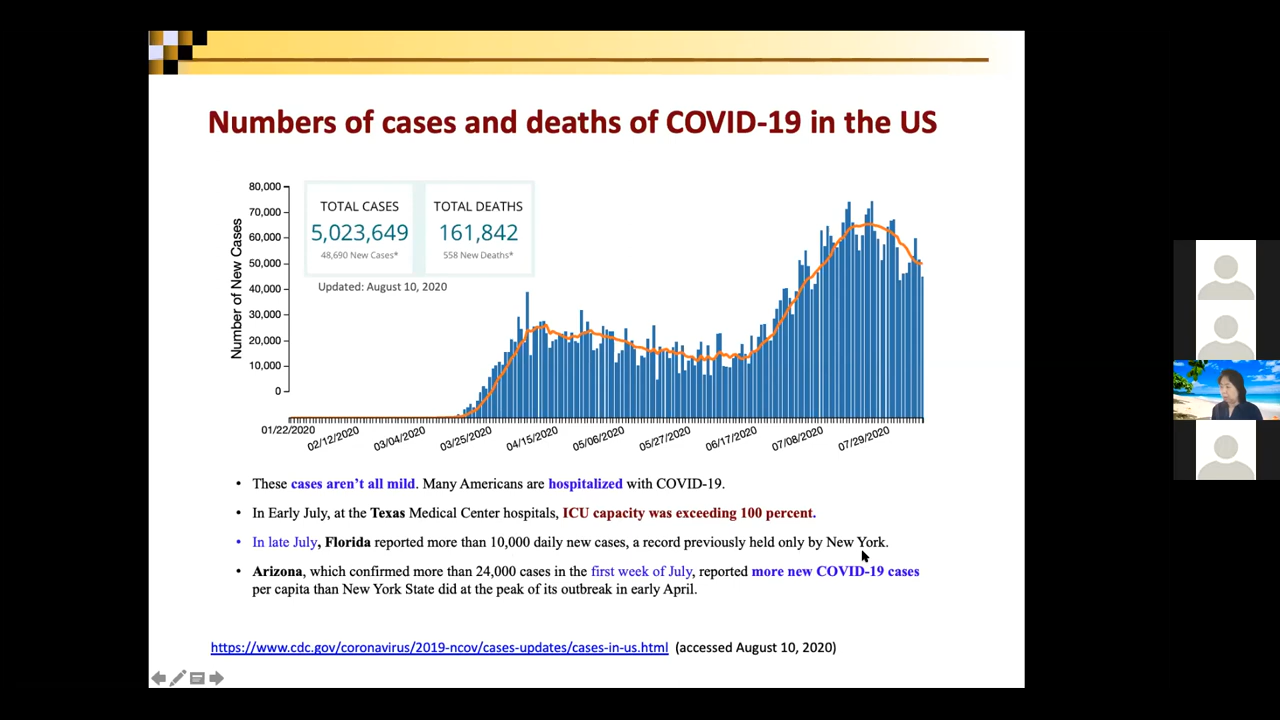 Numbers of cases and deaths of COVID-19 in the US
Number of New Cases
80,000
70,000
60,000
50,000
40,000
30,000
20,000
10,000
0
TOTAL CASES
5,023,649
48,690 New Cases*
TOTAL DEATHS
161,842
558 New Deaths*
Updated: August 10, 2020
01/22/2020
02/12/2020
03/04/2020
03/25/2020
04/15/2020
05/06/2020
05/27/2020
06/17/2020
07/08/2020
07/29/2020
• These cases aren't all mild. Many Americans are hospitalized with COVID-19.
• In Early July, at the Texas Medical Center hospitals, ICU capacity was exceeding 100 percent.
• In late July, Florida reported more than 10,000 daily new cases, a record previously held only by New York.
• Arizona, which confirmed more than 24,000 cases in the first week of July, reported more new COVID-19 cases
per capita than New York State did at the peak of its outbreak in early April.
https://www.cdc.gov/coronavirus/2019-ncov/cases-updates/cases-in-us.html (accessed August 10, 2020)